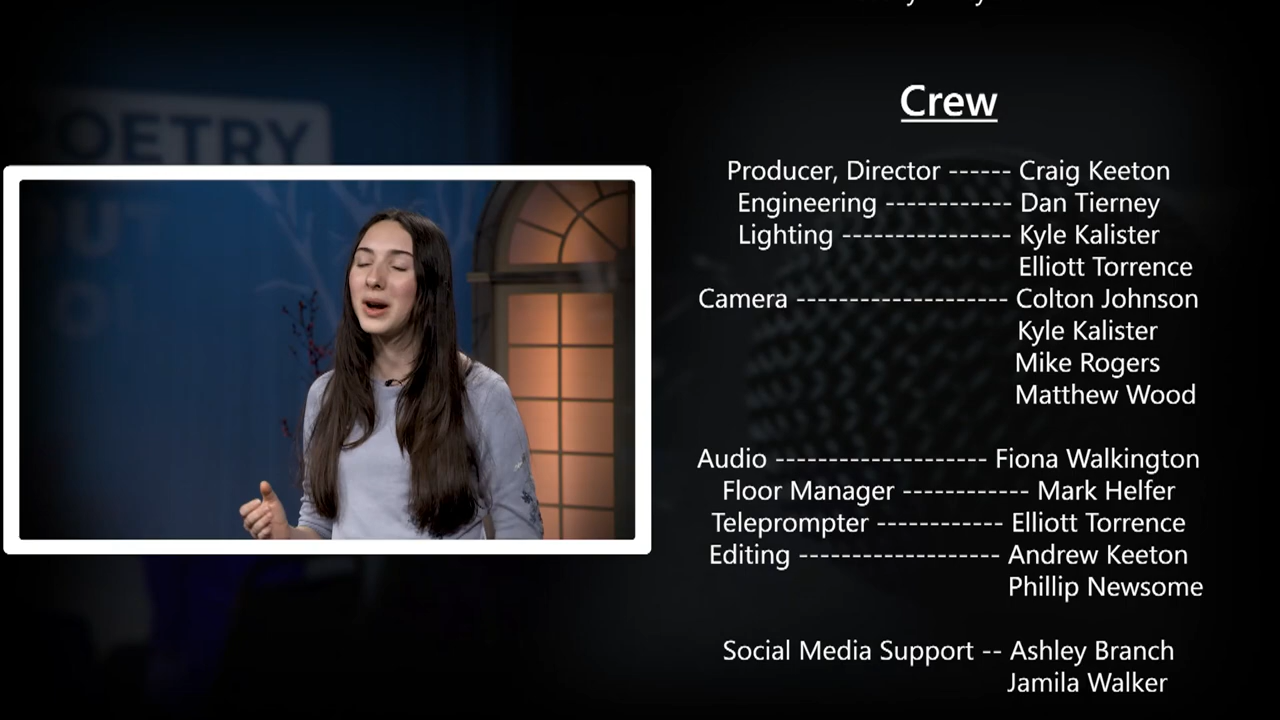 POETRY
OUT
Crew
Producer, Director ------ Craig Keeton
Engineering ------------ Dan Tierney
Lighting ---------------- Kyle Kalister
Elliott Torrence
Camera -------------------- Colton Johnson
Kyle Kalister
Mike Rogers
Matthew Wood
Audio -------------------- Fiona Walkington
Floor Manager ------------ Mark Helfer
Teleprompter ------------ Elliott Torrence
Editing ------------------- Andrew Keeton
Phillip Newsome
Social Media Support -- Ashley Branch
Jamila Walker